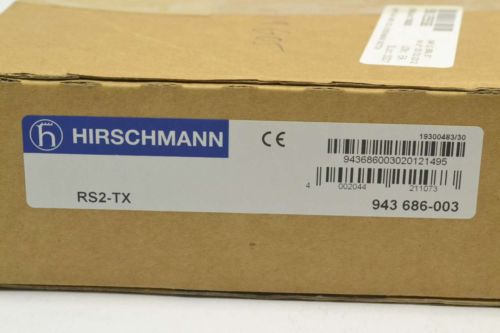 HIRSCHMANN
CE
19300483/30
943686003020121495
4 002044 211073
RS2-TX
943 686-003